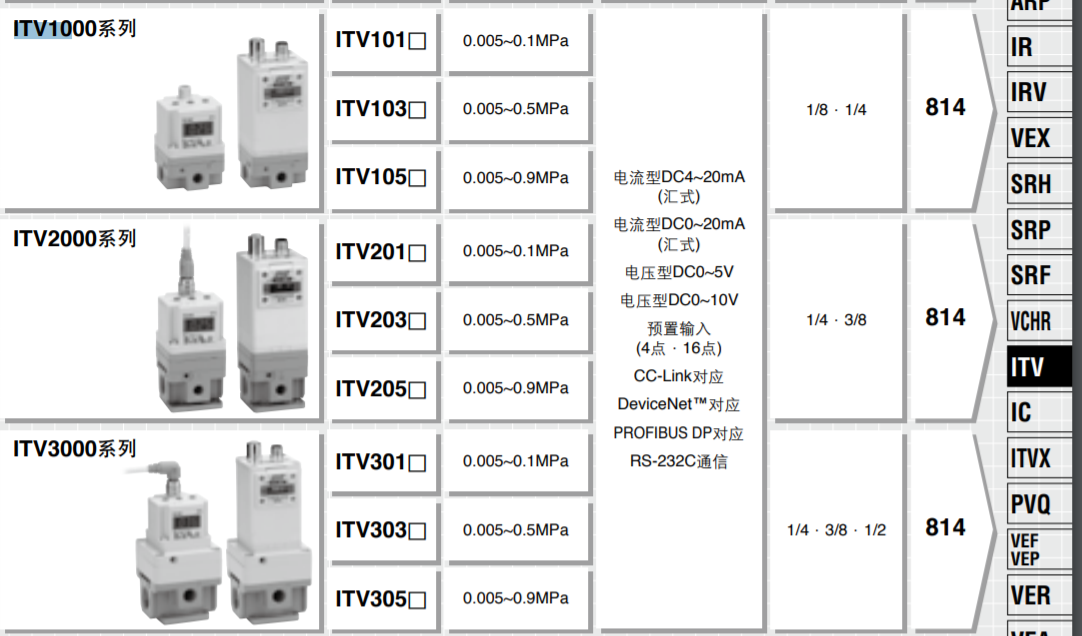 ARP
ITV1000系列
ITV101□
0.005~0.1MPa
ITV103□
0.005~0.5MPa
ITV105□
0.005~0.9MPa
1/8 · 1/4
814
ITV2000系列
ITV201□
0.005~0.1MPa
ITV203□
0.005~0.5MPa
ITV205□
0.005~0.9MPa
1/4 · 3/8
814
ITV3000系列
ITV301□
0.005~0.1MPa
ITV303□
0.005~0.5MPa
ITV305□
0.005~0.9MPa
1/4 · 3/8 · 1/2
814
电流型DC4~20mA
(汇式)
电流型DC0~20mA
(汇式)
电压型DC0~5V
电压型DC0~10V
预置输入
(4点 · 16点)
CC-Link对应
DeviceNet™对应
PROFIBUS DP对应
RS-232C通信
IR
IRV
VEX
SRH
SRP
SRF
VCHR
ITV
IC
ITVX
PVQ
VEF
VEP
VER